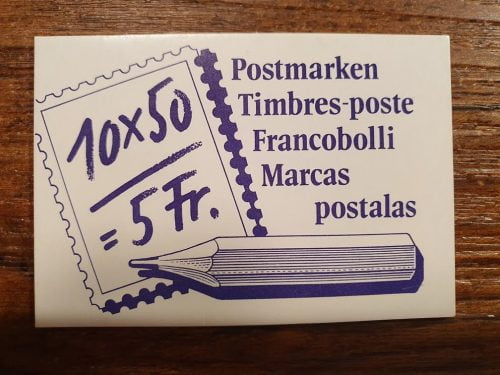 10x50
= 5 Fr.
Postmarken
Timbres-poste
Francobolli
Marcas
postalas